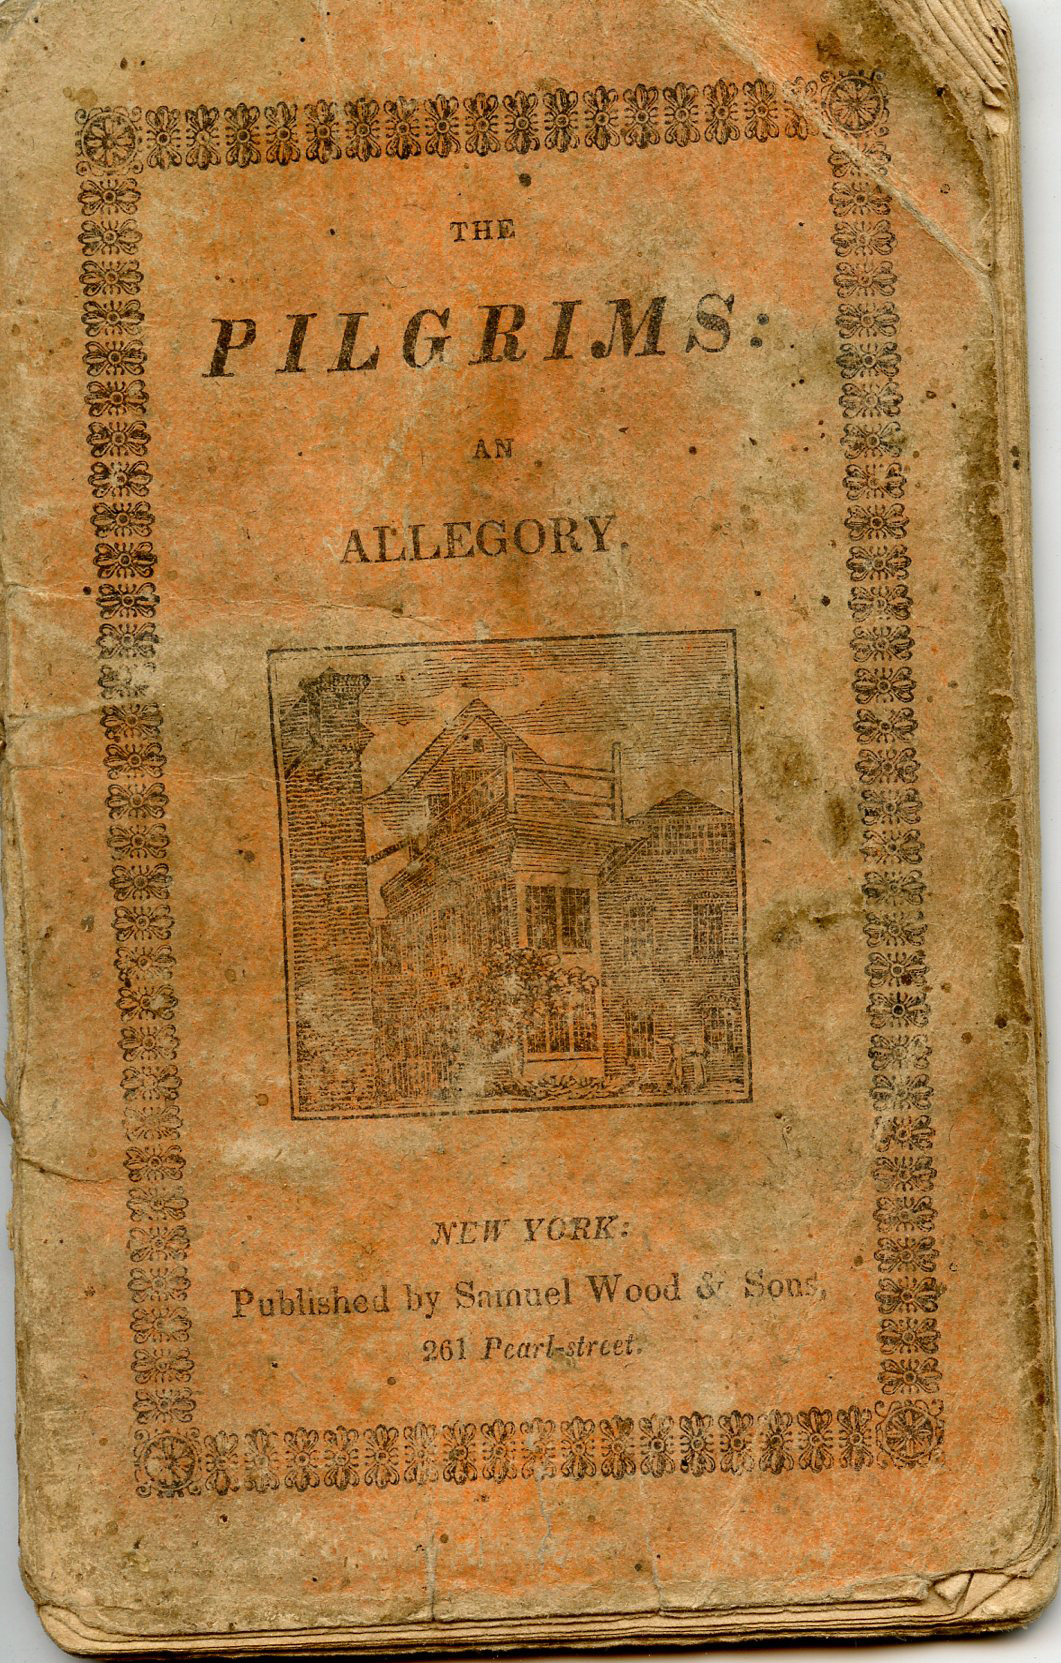 THE
PILGRIMS:
AN
ALLEGORY.
NEW YORK:
Published by Samuel Wood & Sons,
261 Pearl-street.